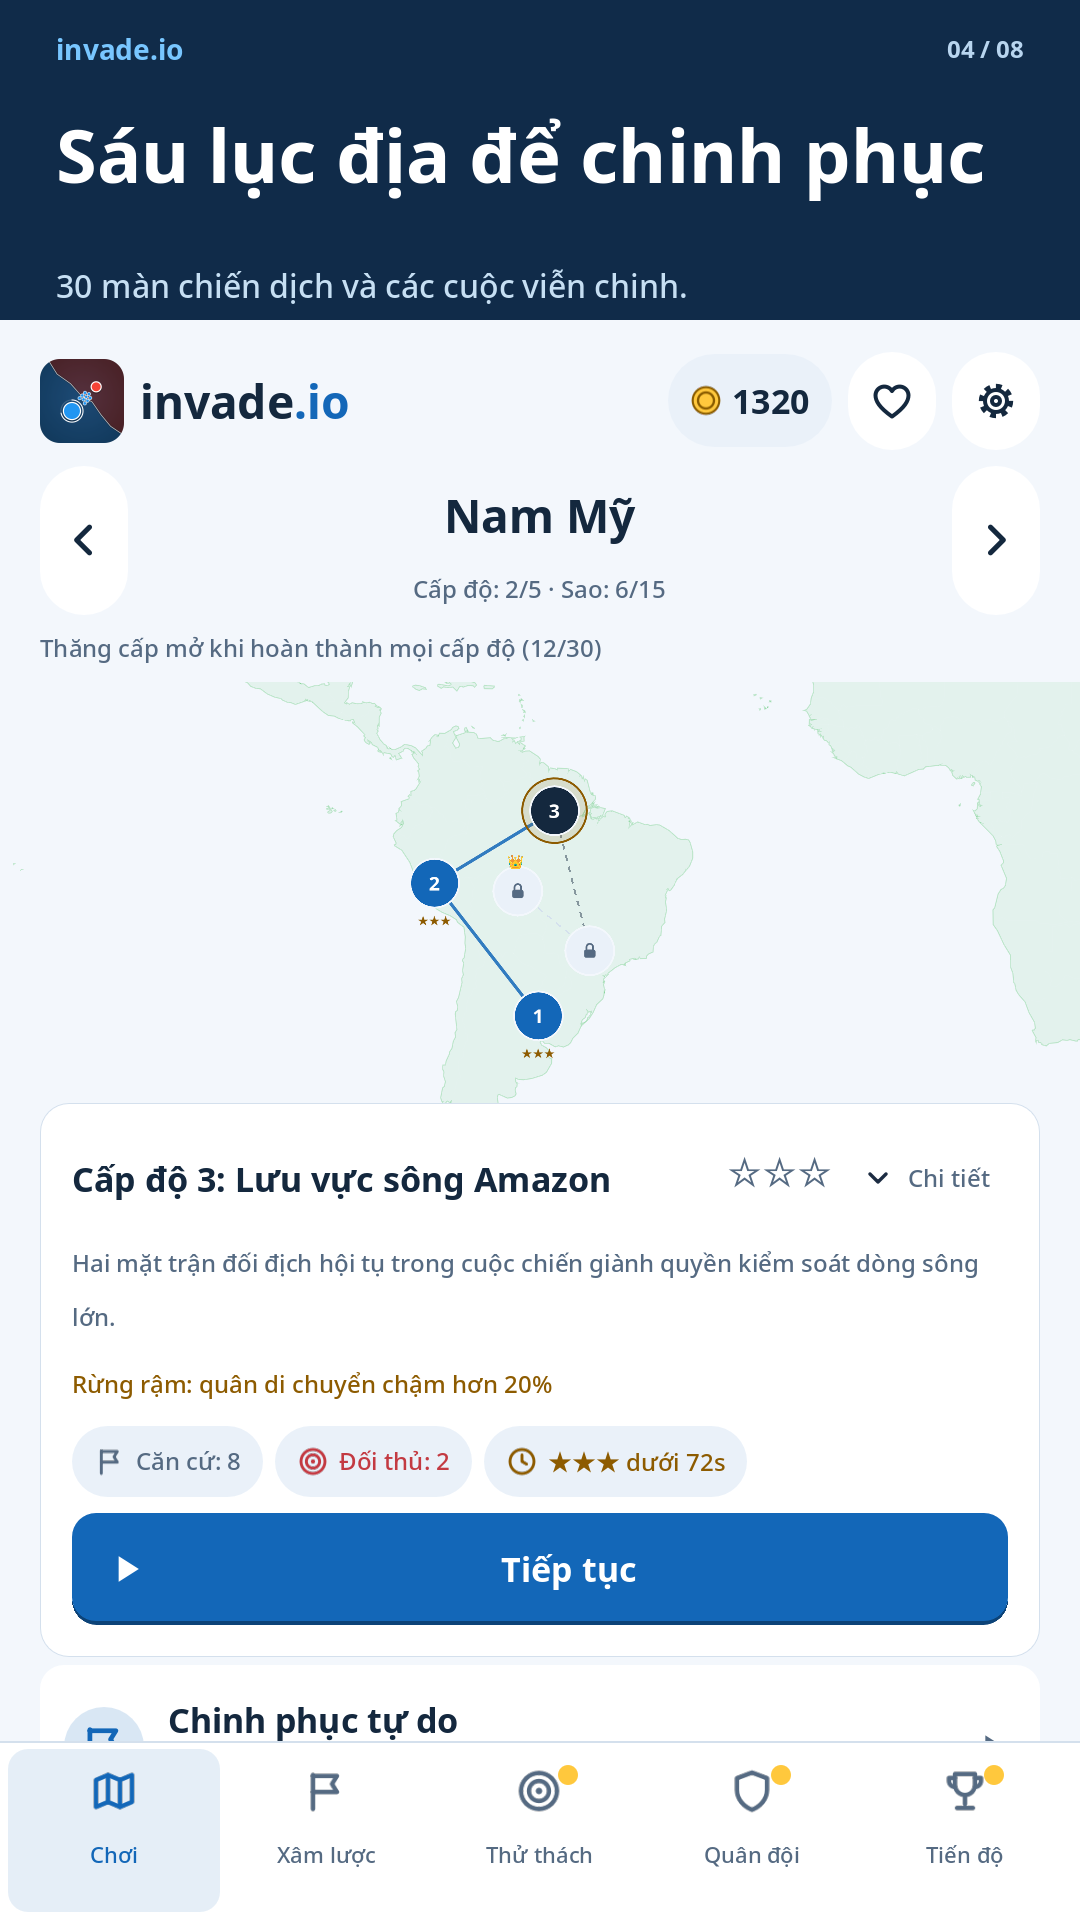 invade.io
04 / 08
Sáu lục địa để chinh phục
30 màn chiến dịch và các cuộc viễn chinh.
invade.io
1320
Nam Mỹ
Cấp độ: 2/5 · Sao: 6/15
Thăng cấp mở khi hoàn thành mọi cấp độ (12/30)
3
2
★★★
1
★★★
Cấp độ 3: Lưu vực sông Amazon
☆☆☆
Chi tiết
Hai mặt trận đối địch hội tụ trong cuộc chiến giành quyền kiểm soát dòng sông
lớn.
Rừng rậm: quân di chuyển chậm hơn 20%
Căn cứ: 8
Đối thủ: 2
★★★ dưới 72s
Tiếp tục
Chinh phục tự do
Chơi
Xâm lược
Thử thách
Quân đội
Tiến độ